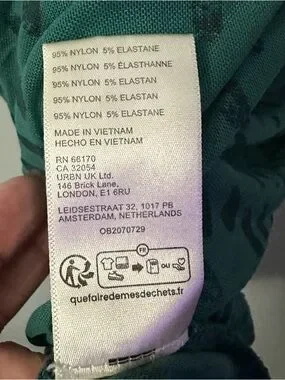 95% NYLON 5% ELASTANE
95% NYLON 5% ÉLASTHANNE
95% NYLON 5% ELASTAN
95% NYLON 5% ELASTAN
95% NYLON 5% ELASTANE
MADE IN VIETNAM
HECHO EN VIETNAM
RN 66170
CA 32054
URBN UK Ltd.
146 Brick Lane,
LONDON, E1 6RU
LEIDSESTRAAT 32, 1017 PB
AMSTERDAM, NETHERLANDS
OB2070729
FR
OU
quefairedemesdechets.fr